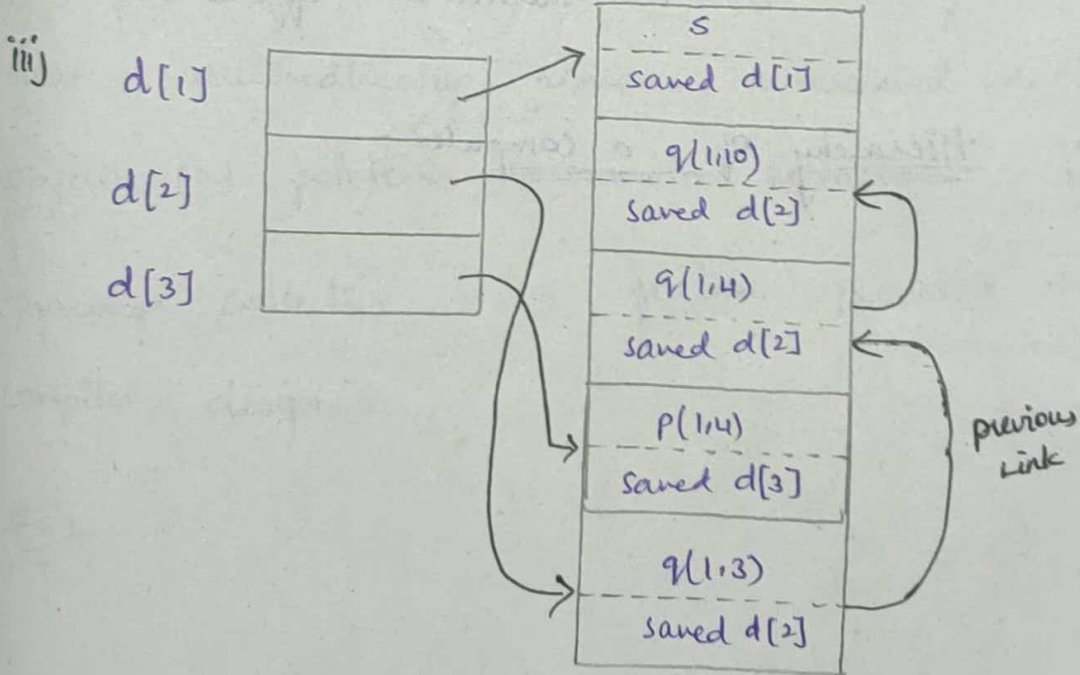 iii)
d[1]
d[2]
d[3]
s
saved d[1]
q(1,10)
saved d[2]
q(1,4)
saved d[2]
p(1,4)
saved d[3]
q(1,3)
saved d[2]
previous
Link